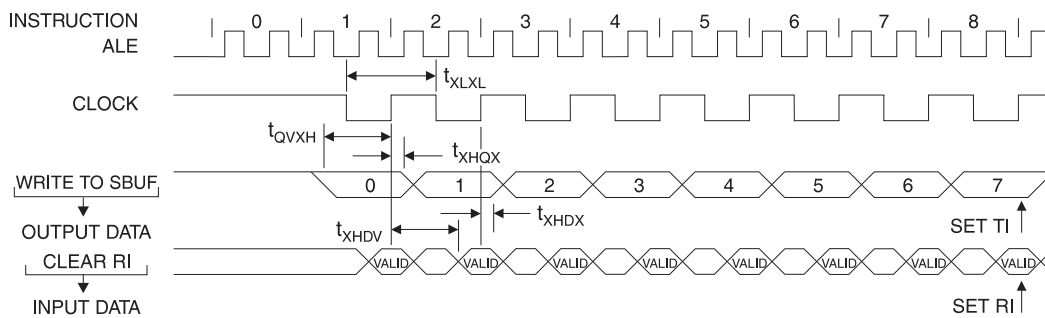 INSTRUCTION 0 1 2 3 4 5 6 7 8
ALE
tXLXL
CLOCK
tQVXH
tXHQX
WRITE TO SBUF 0 1 2 3 4 5 6 7
tXHDV tXHDX SET TI
OUTPUT DATA
CLEAR RI VALID VALID VALID VALID VALID VALID VALID VALID
INPUT DATA SET RI